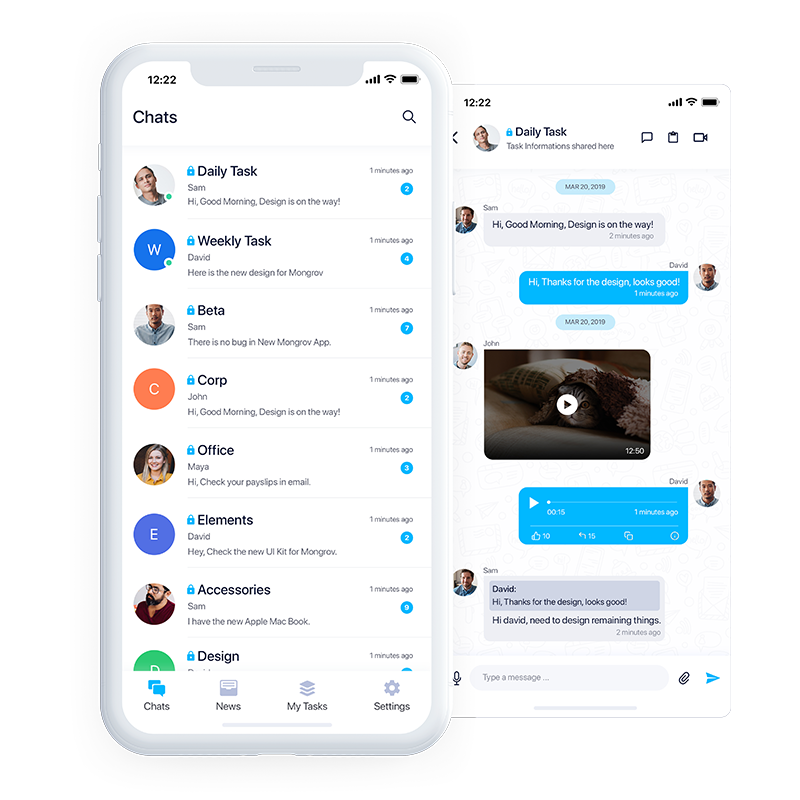 12:22
Chats
Daily Task
1 minutes ago
Sam
2
Hi, Good Morning, Design is on the way!
W
Weekly Task
1 minutes ago
David
4
Here is the new design for Mongrov
Beta
1 minutes ago
Sam
7
There is no bug in New Mongrov App.
C
Corp
1 minutes ago
John
2
Hi, Good Morning, Design is on the way!
Office
1 minutes ago
Maya
3
Hi, Check your payslips in email.
E
Elements
1 minutes ago
David
2
Hey, Check the new UI Kit for Mongrov.
Accessories
1 minutes ago
Sam
9
I have the new Apple Mac Book.
D
Design
1 minutes ago
Chats
News
My Tasks
Settings
12:22
Daily Task
Task Informations shared here
MAR 20, 2019
Sam
Hi, Good Morning, Design is on the way!
2 minutes ago
David
Hi, Thanks for the design, looks good!
1 minutes ago
MAR 20, 2019
John
12:50
David
00:15
1 minutes ago
10
15
Sam
David:
Hi, Thanks for the design, looks good!
Hi david, need to design remaining things.
2 minutes ago
Type a message ...